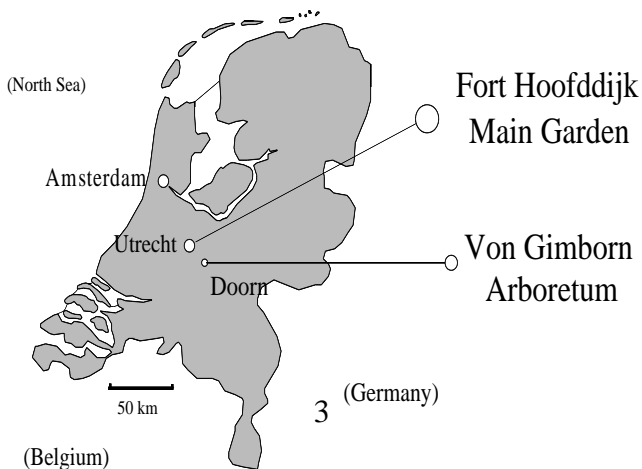 (North Sea)
Fort Hoofddijk
Main Garden
Amsterdam
Utrecht
Von Gimborn
Arboretum
Doorn
50 km
3
(Germany)
(Belgium)